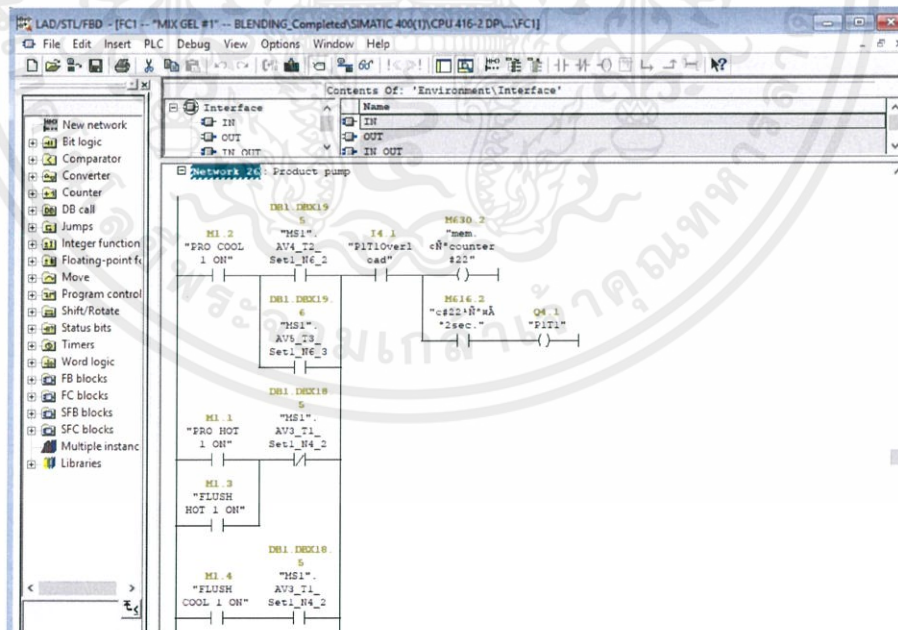 LAD/STL/FBD - [FC1 -- "MIX GEL #1" -- BLENDING_Completed\SIMATIC 400(1)\CPU 416-2 DP\...\FC1]
File Edit Insert PLC Debug View Options Window Help
Contents Of: 'Environment\Interface'
Interface
IN
OUT
IN_OUT
Name
IN
OUT
IN_OUT
New network
Bit logic
Comparator
Converter
Counter
DB call
Jumps
Integer function
Floating-point f
Move
Program control
Shift/Rotate
Status bits
Timers
Word logic
FB blocks
FC blocks
SFB blocks
SFC blocks
Multiple instanc
Libraries
Network 26 : Product pump
M1.2
"PRO COOL
1 ON"
DB1.DBX19
5
"MS1".
AV4_T2_
Set1_N6_2
I4.1
"P1T1Overl
oad"
M630.2
"mem.
counter
#22"
DB1.DBX19.
6
"MS1".
AV5_T3_
Set1_N6_3
M616.2
"2sec."
Q4.1
"P1T1"
M1.1
"PRO HOT
1 ON"
DB1.DBX18
5
"MS1".
AV3_T1_
Set1_N4_2
M1.3
"FLUSH
HOT 1 ON"
M1.4
"FLUSH
COOL 1 ON"
DB1.DBX18.
5
"MS1".
AV3_T1_
Set1_N4_2